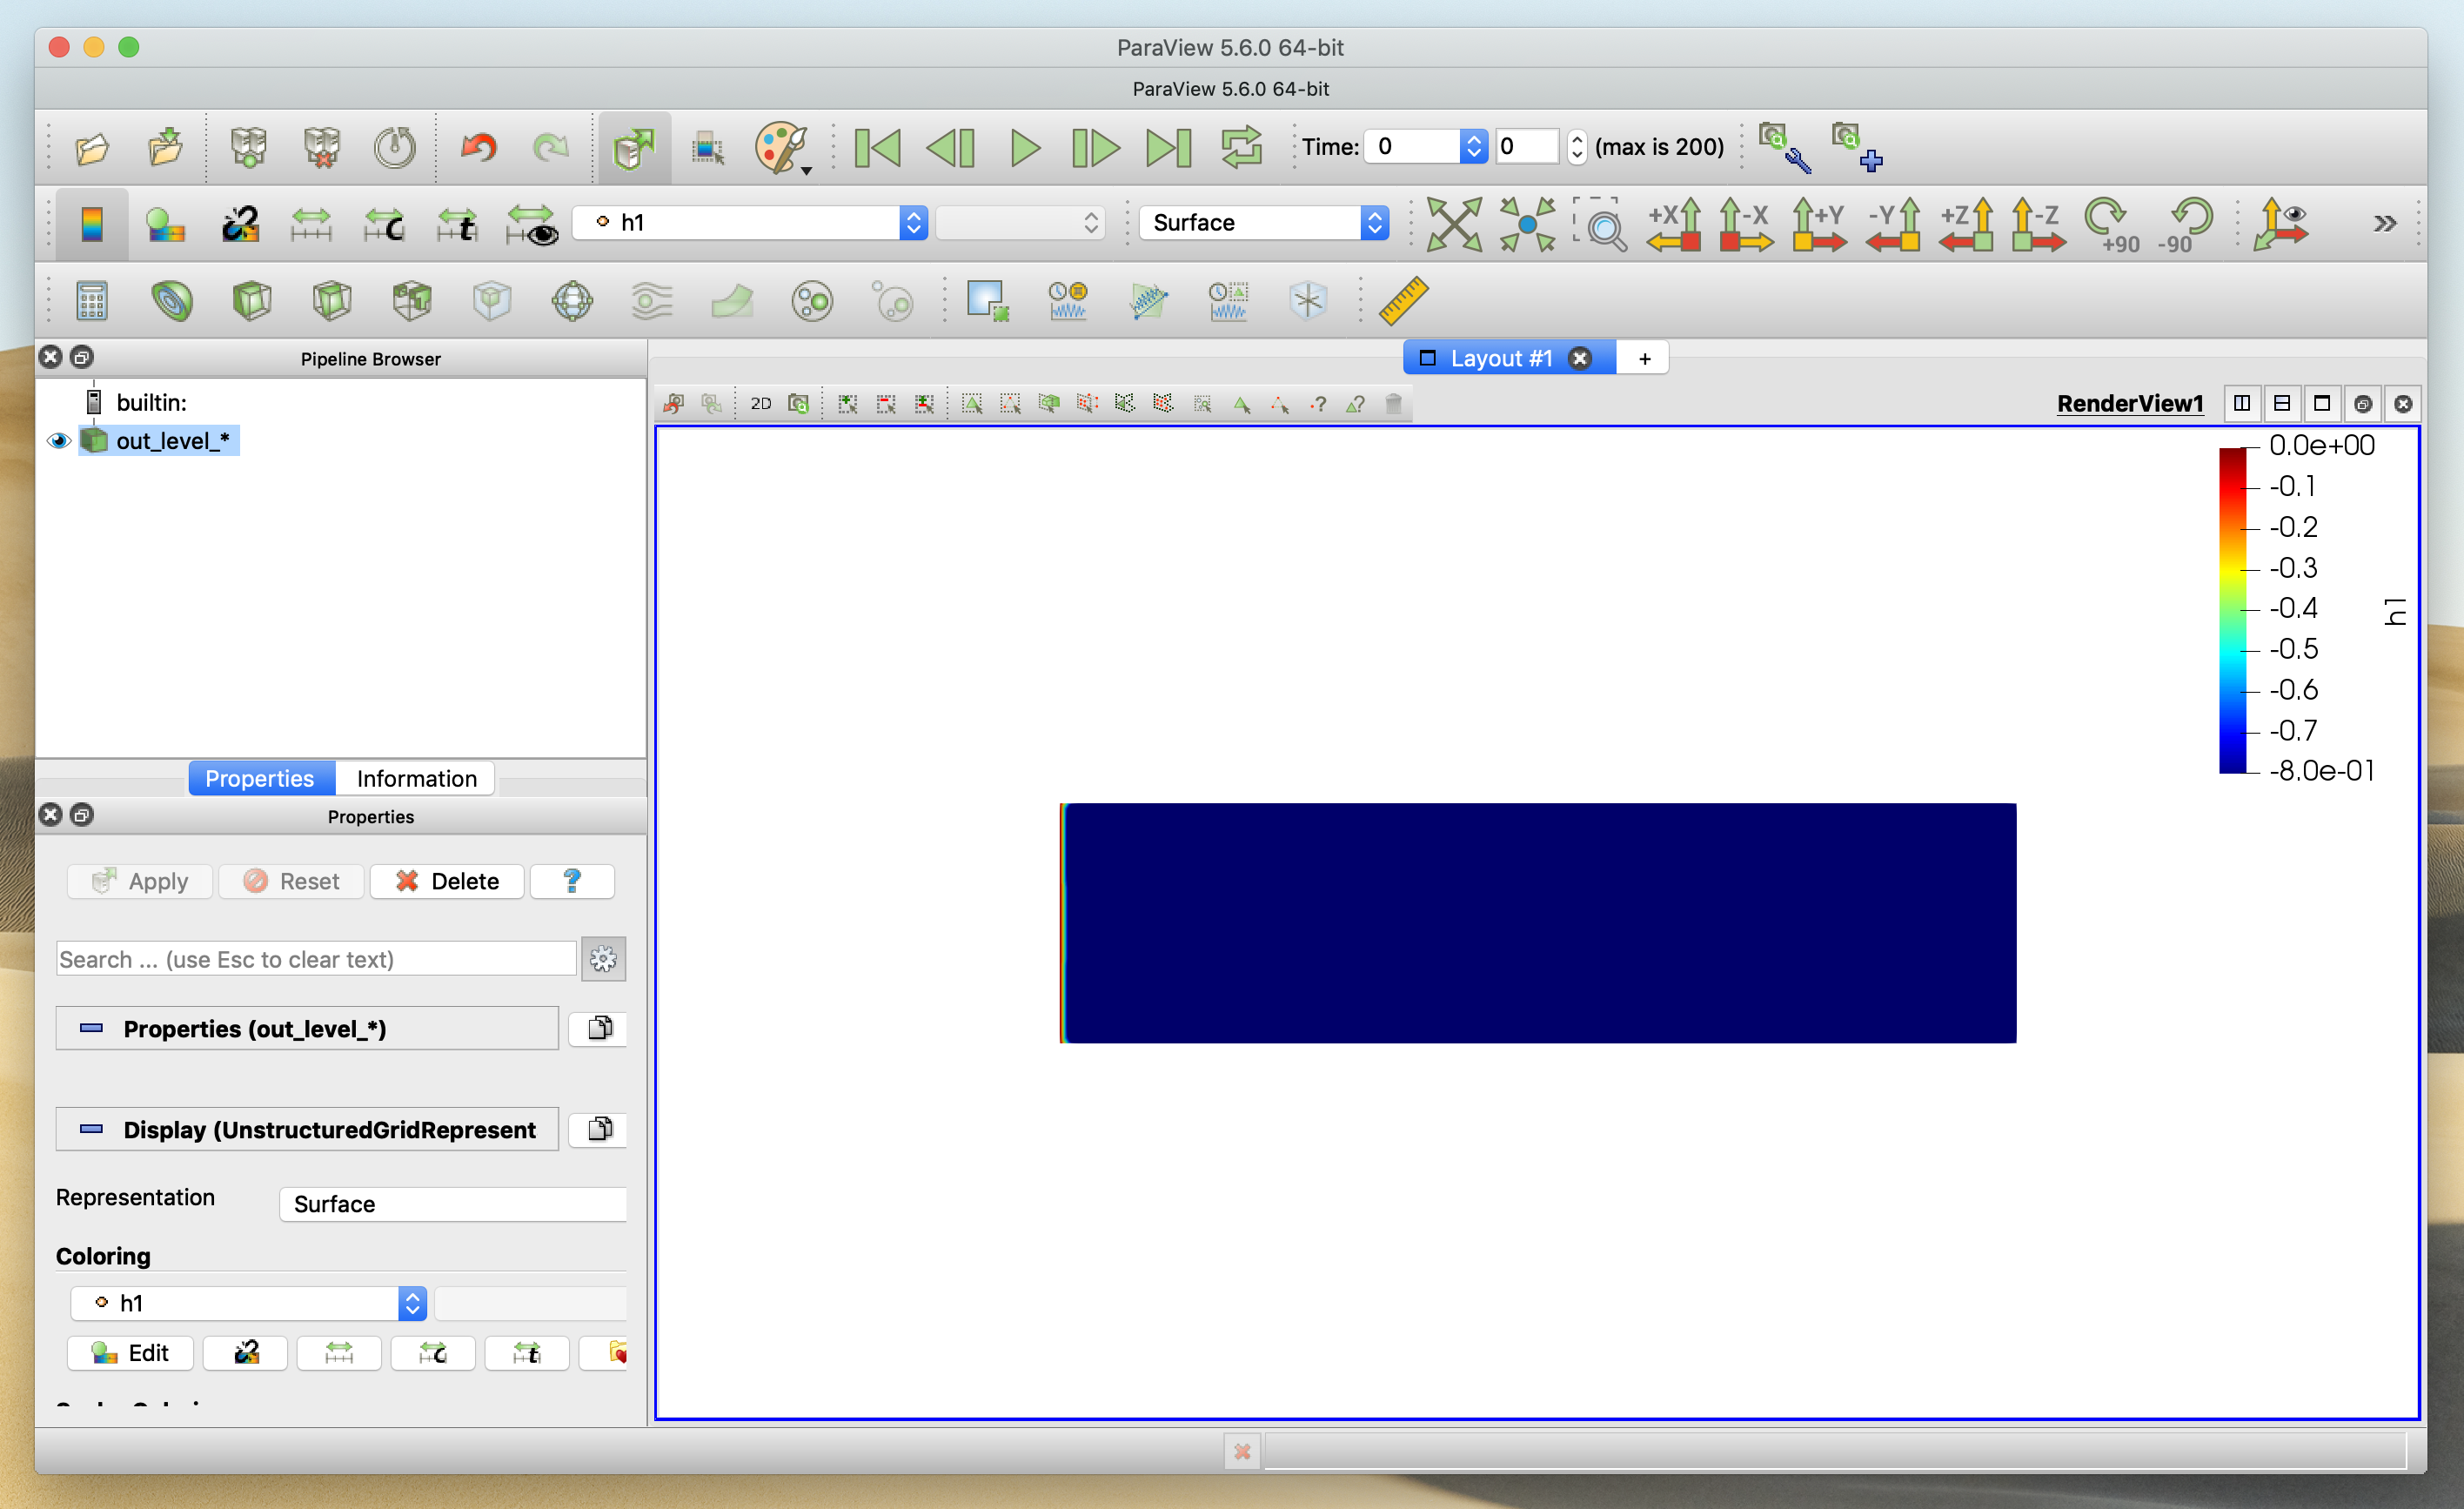 ParaView 5.6.0 64-bit
ParaView 5.6.0 64-bit
Time: 0 0 (max is 200)
h1 Surface +X -X +Y -Y +Z -Z +90 -90
Pipeline Browser
builtin:
out_level_*
Properties Information
Properties
Apply Reset Delete ?
Search ... (use Esc to clear text)
Properties (out_level_*)
Display (UnstructuredGridRepresent
Representation Surface
Coloring
h1
Edit
Layout #1 +
2D
RenderView1
0.0e+00
-0.1
-0.2
-0.3
-0.4
-0.5
-0.6
-0.7
-8.0e-01
h1